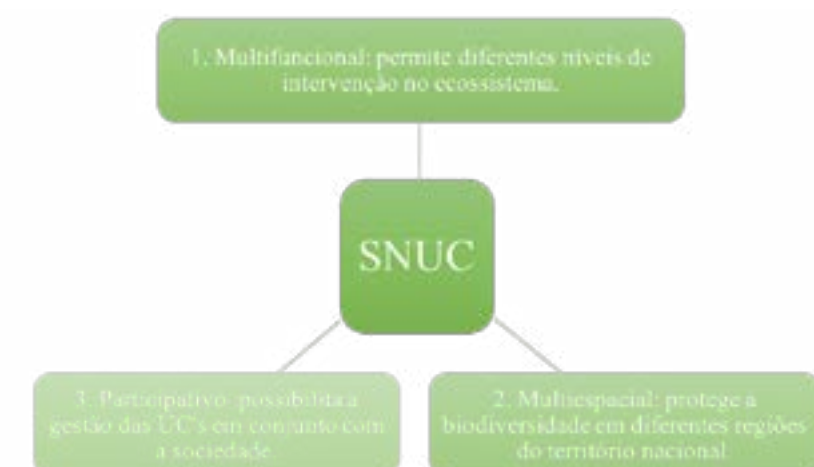 1. Multifuncional: permite diferentes níveis de
intervenção no ecossistema.
SNUC
3. Participativo: possibilita a
gestão das UC's em conjunto com
a sociedade.
2. Multiespacial: protege a
biodiversidade em diferentes regiões
do território nacional